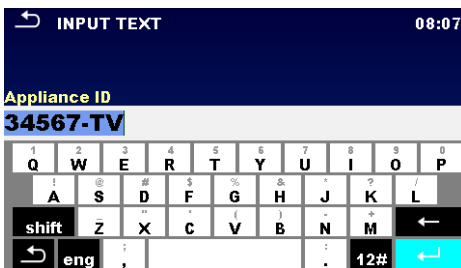 INPUT TEXT 08:07
Appliance ID
34567-TV
1 2 3 4 5 6 7 8 9 0
Q W E R T Y U I O P
! @ # $ % & * ? /
A S D F G H J K L
_ " ' ( ) - +
shift Z X C V B N M ←
; :
eng , . 12#